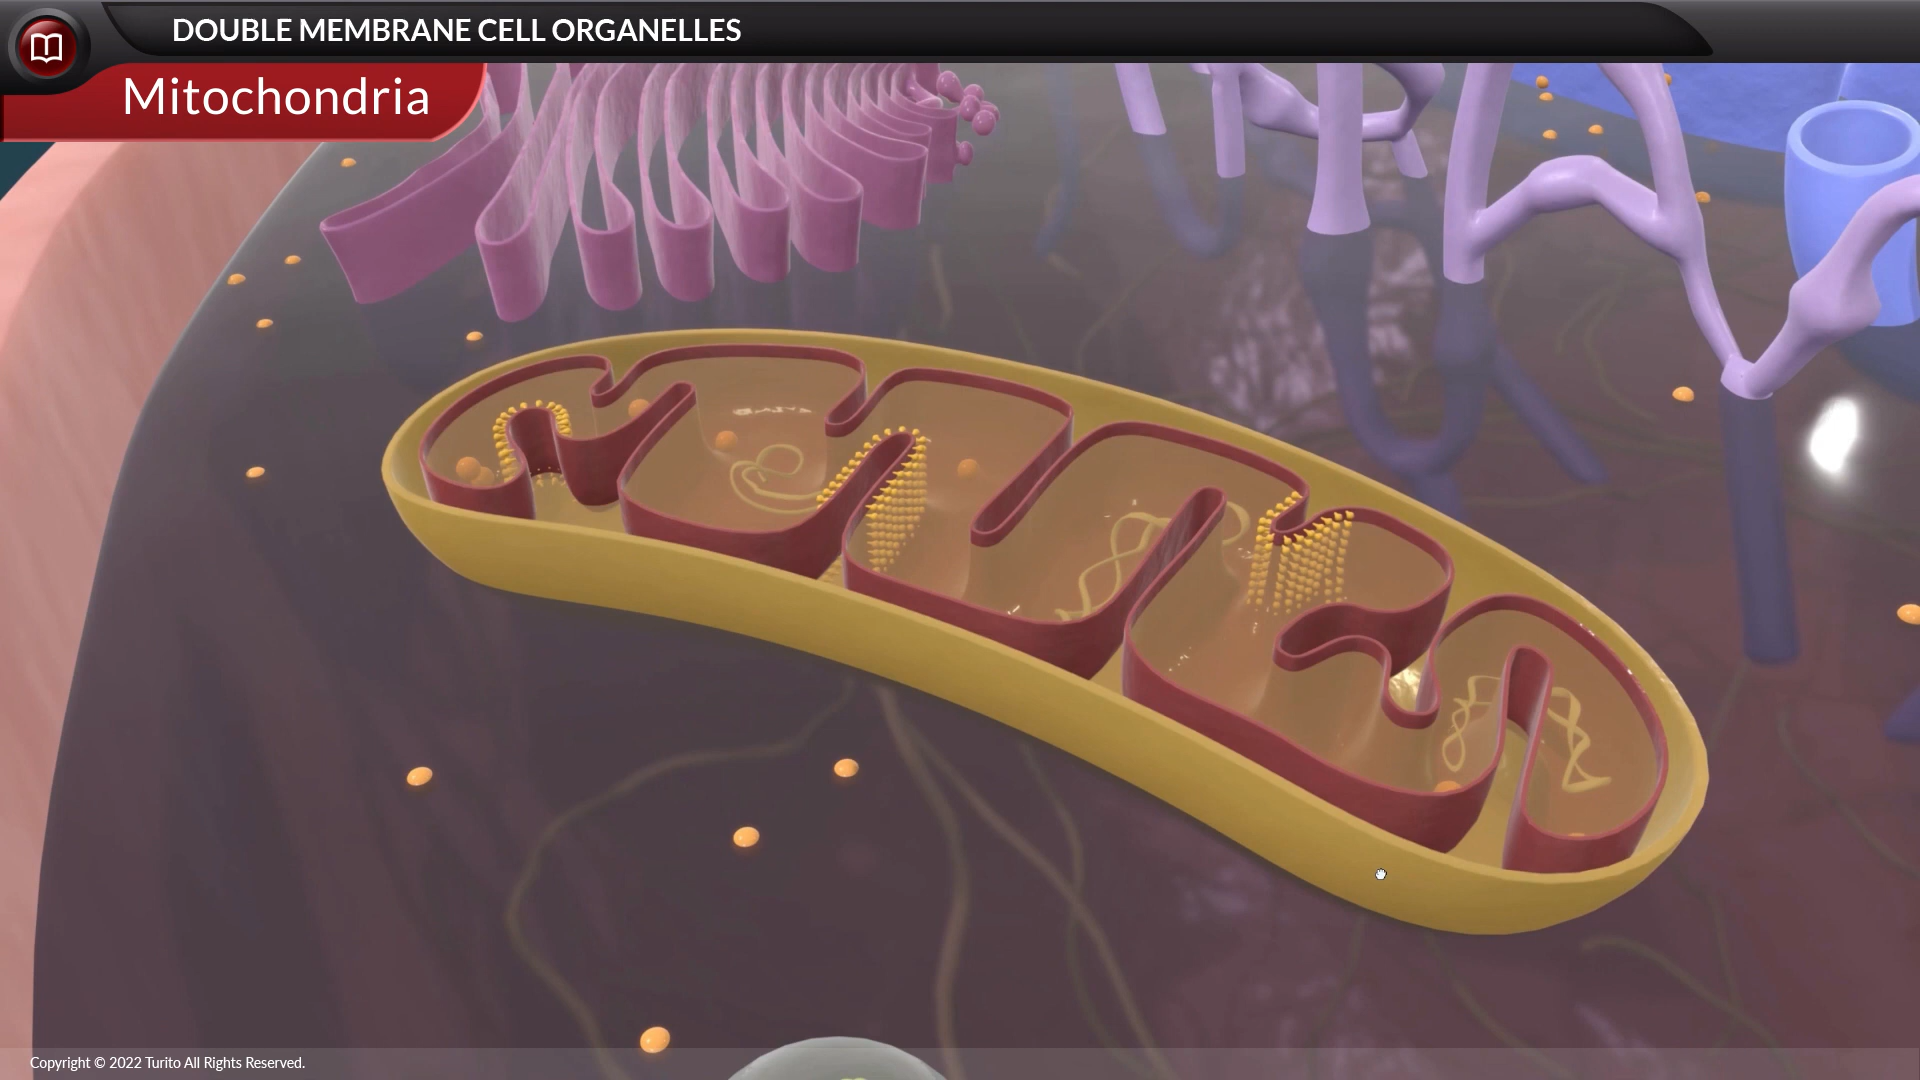 DOUBLE MEMBRANE CELL ORGANELLES
Mitochondria
Copyright © 2022 Turito All Rights Reserved.